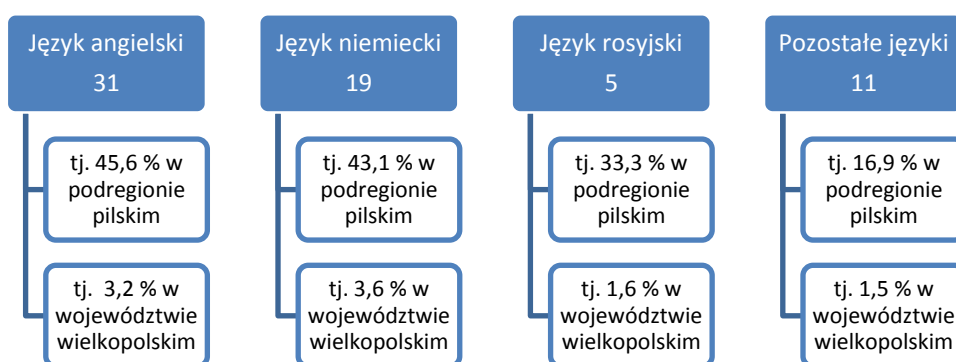 Język angielski
31
tj. 45,6 % w
podregionie
pilskim
tj.  3,2 % w
województwie
wielkopolskim
Język niemiecki
19
tj. 43,1 % w
podregionie
pilskim
tj. 3,6 % w
województwie
wielkopolskim
Język rosyjski
5
tj. 33,3 % w
podregionie
pilskim
tj. 1,6 % w
województwie
wielkopolskim
Pozostałe języki
11
tj. 16,9 % w
podregionie
pilskim
tj. 1,5 % w
województwie
wielkopolskim